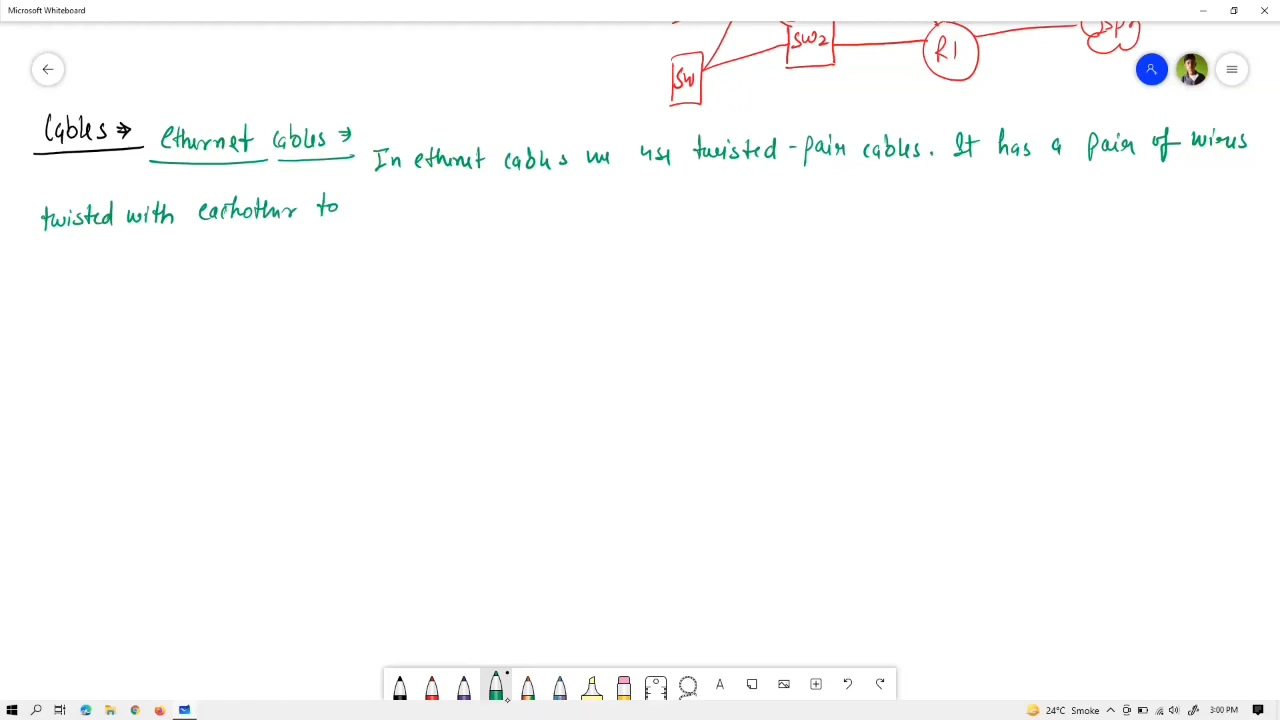 Microsoft Whiteboard
SW2
R1
SW
Cables ⇒ Ethernet Cables ⇒ In ethernet cables we use twisted-pair cables. It has a pair of wires
twisted with eachother to
A
24°C Smoke
3:00 PM